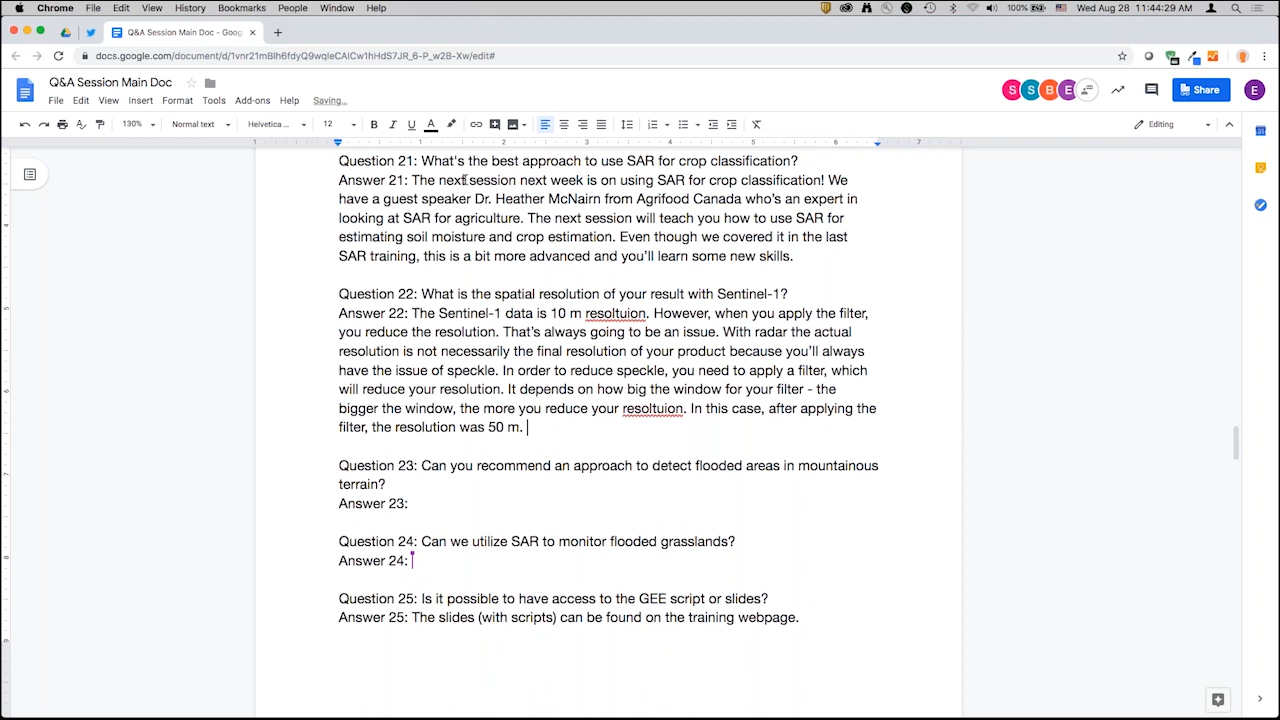 Chrome File Edit View History Bookmarks People Window Help 100% Wed Aug 28 11:44:29 AM
Q&A Session Main Doc - Goog
docs.google.com/document/d/1vnr21mBlh6fdyQ9wqIeCAlCw1hHdS7JR_6-P_w2B-Xw/edit#
Q&A Session Main Doc
S S B E Share E
File Edit View Insert Format Tools Add-ons Help Saving...
130% Normal text Helvetica ... 12 B I U A Editing
1 1 2 3 4 5 6 7
Question 21: What's the best approach to use SAR for crop classification?
Answer 21: The next session next week is on using SAR for crop classification! We
have a guest speaker Dr. Heather McNairn from Agrifood Canada who's an expert in
looking at SAR for agriculture. The next session will teach you how to use SAR for
estimating soil moisture and crop estimation. Even though we covered it in the last
SAR training, this is a bit more advanced and you'll learn some new skills.
Question 22: What is the spatial resolution of your result with Sentinel-1?
Answer 22: The Sentinel-1 data is 10 m resoltuion. However, when you apply the filter,
you reduce the resolution. That's always going to be an issue. With radar the actual
resolution is not necessarily the final resolution of your product because you'll always
have the issue of speckle. In order to reduce speckle, you need to apply a filter, which
will reduce your resolution. It depends on how big the window for your filter - the
bigger the window, the more you reduce your resoltuion. In this case, after applying the
filter, the resolution was 50 m.
Question 23: Can you recommend an approach to detect flooded areas in mountainous
terrain?
Answer 23:
Question 24: Can we utilize SAR to monitor flooded grasslands?
Answer 24:
Question 25: Is it possible to have access to the GEE script or slides?
Answer 25: The slides (with scripts) can be found on the training webpage.